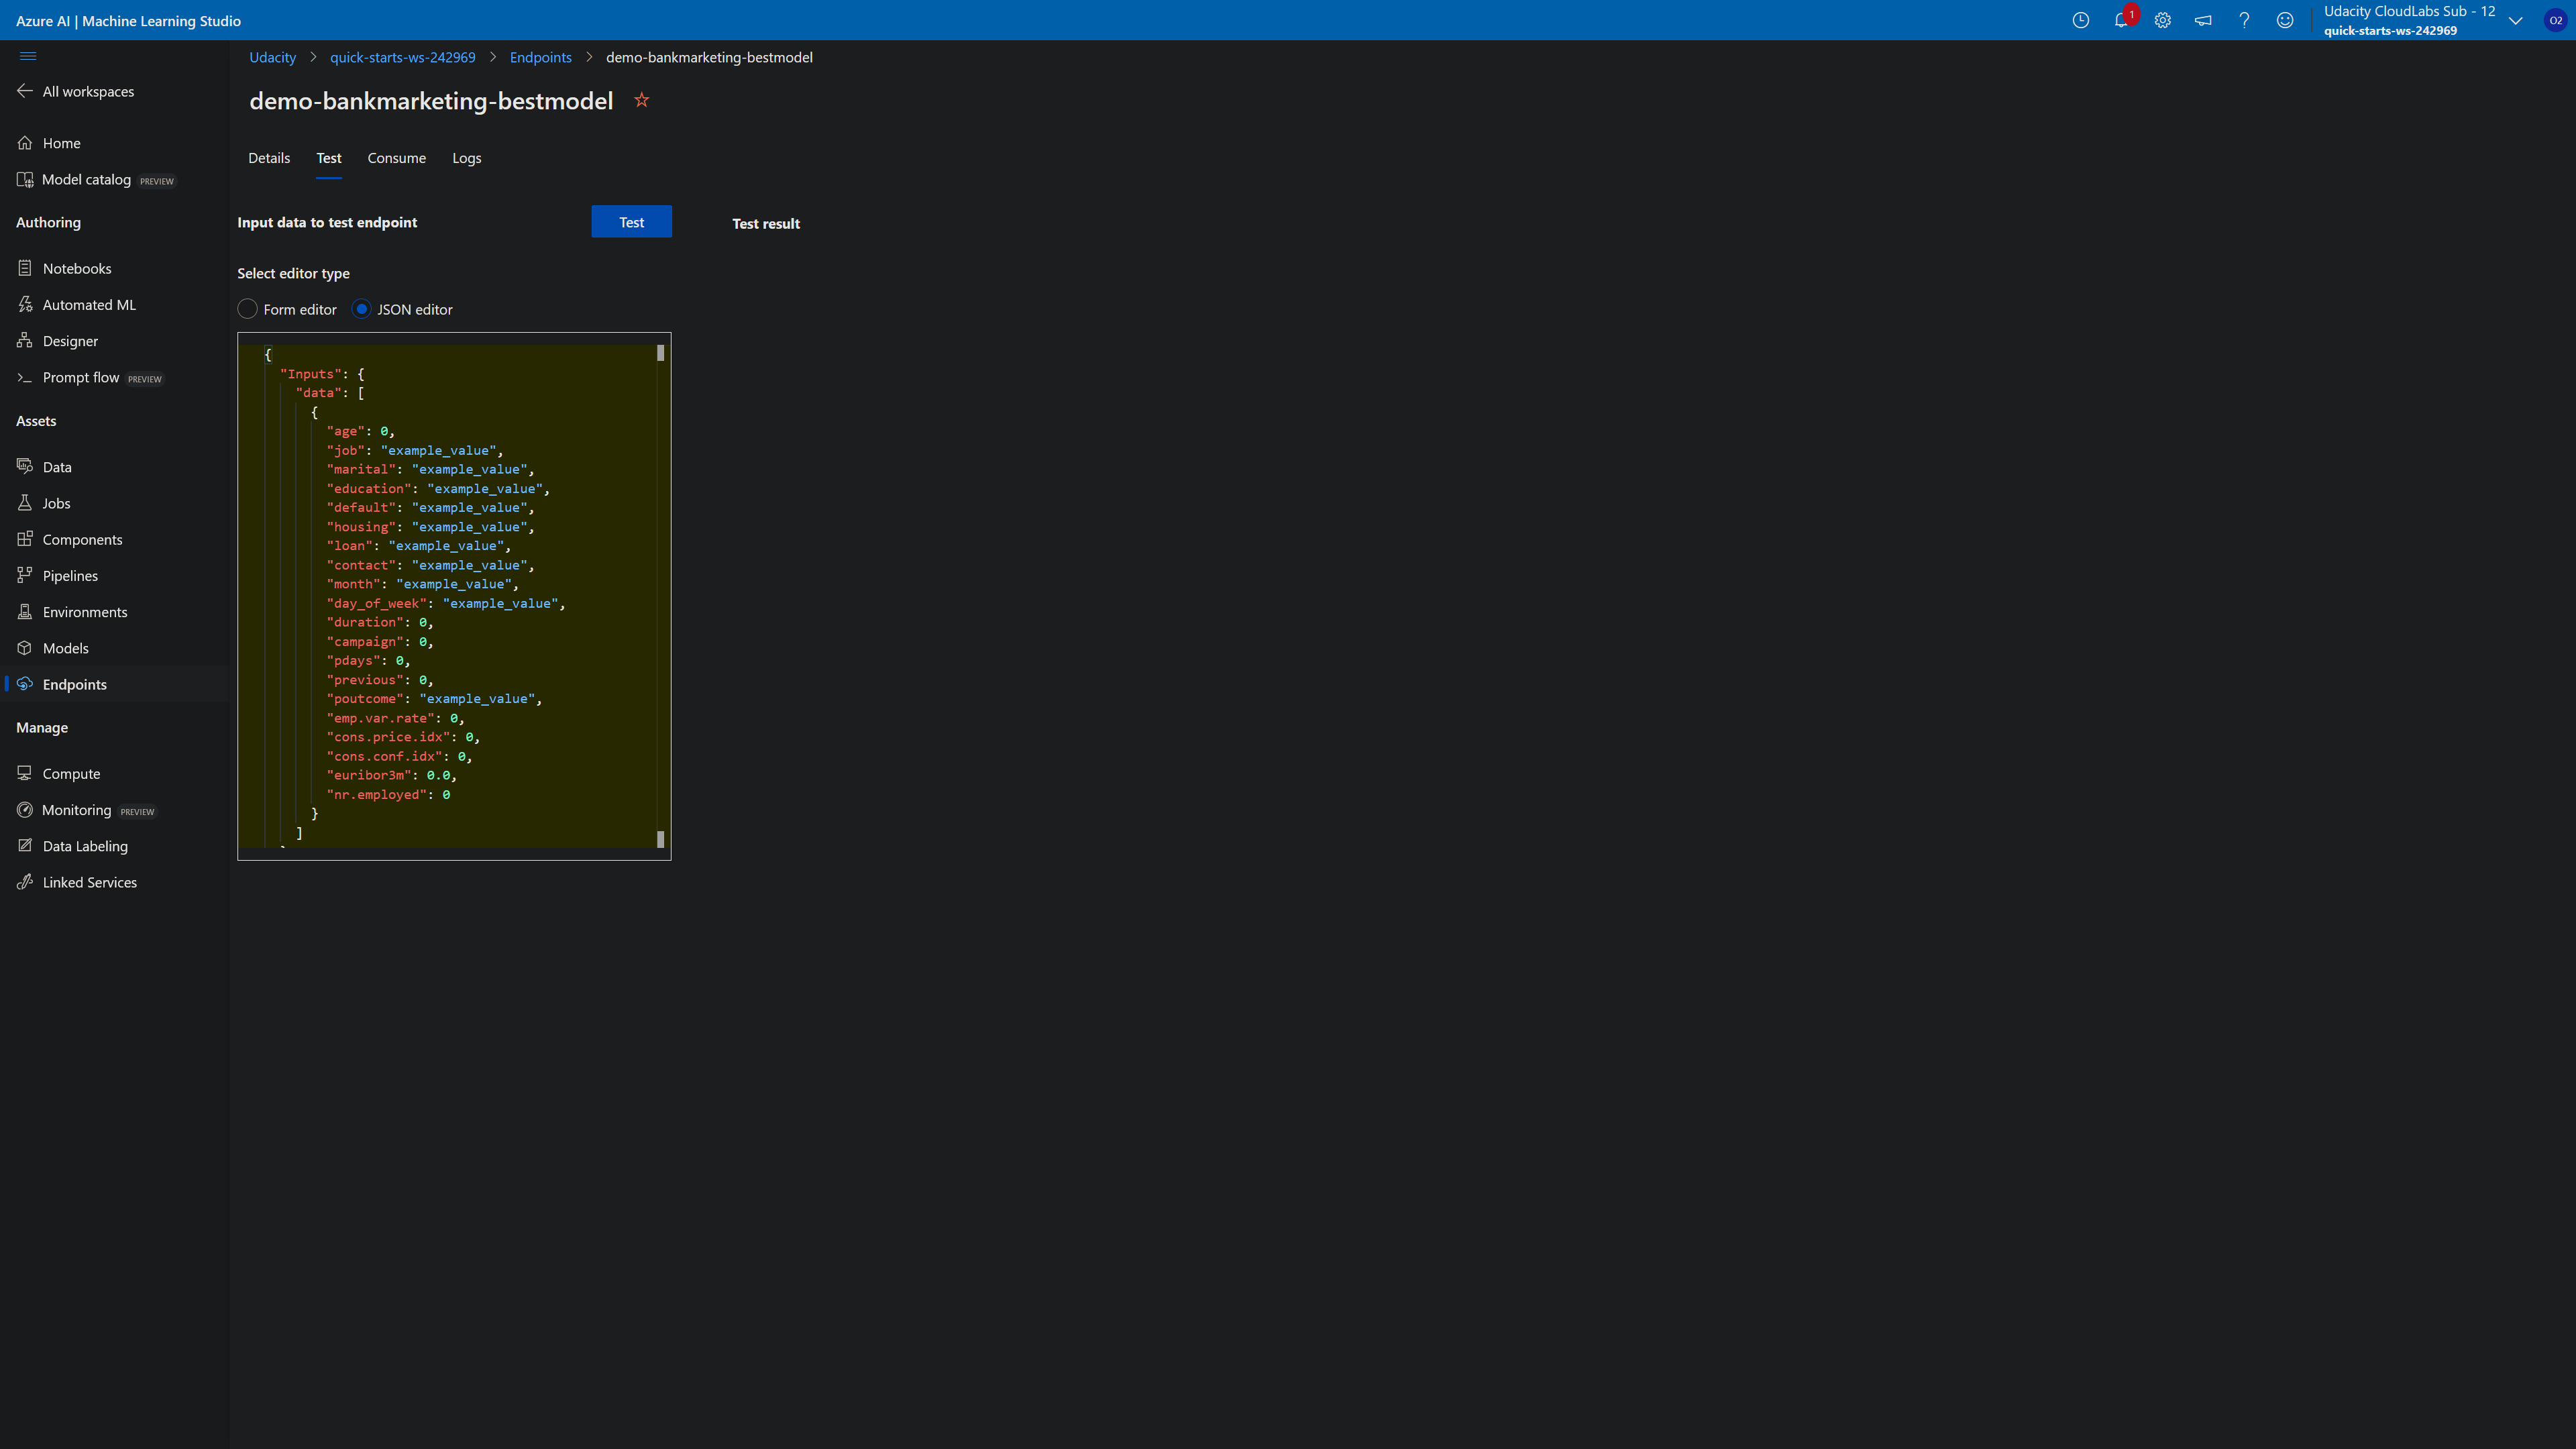 Azure AI | Machine Learning Studio
1
Udacity CloudLabs Sub - 12
quick-starts-ws-242969
O2
Udacity > quick-starts-ws-242969 > Endpoints > demo-bankmarketing-bestmodel
All workspaces
Home
Model catalog PREVIEW
Authoring
Notebooks
Automated ML
Designer
Prompt flow PREVIEW
Assets
Data
Jobs
Components
Pipelines
Environments
Models
Endpoints
Manage
Compute
Monitoring PREVIEW
Data Labeling
Linked Services
demo-bankmarketing-bestmodel
Details Test Consume Logs
Input data to test endpoint Test Test result
Select editor type
Form editor JSON editor
{
"Inputs": {
"data": [
{
"age": 0,
"job": "example_value",
"marital": "example_value",
"education": "example_value",
"default": "example_value",
"housing": "example_value",
"loan": "example_value",
"contact": "example_value",
"month": "example_value",
"day_of_week": "example_value",
"duration": 0,
"campaign": 0,
"pdays": 0,
"previous": 0,
"poutcome": "example_value",
"emp.var.rate": 0,
"cons.price.idx": 0,
"cons.conf.idx": 0,
"euribor3m": 0.0,
"nr.employed": 0
}
]